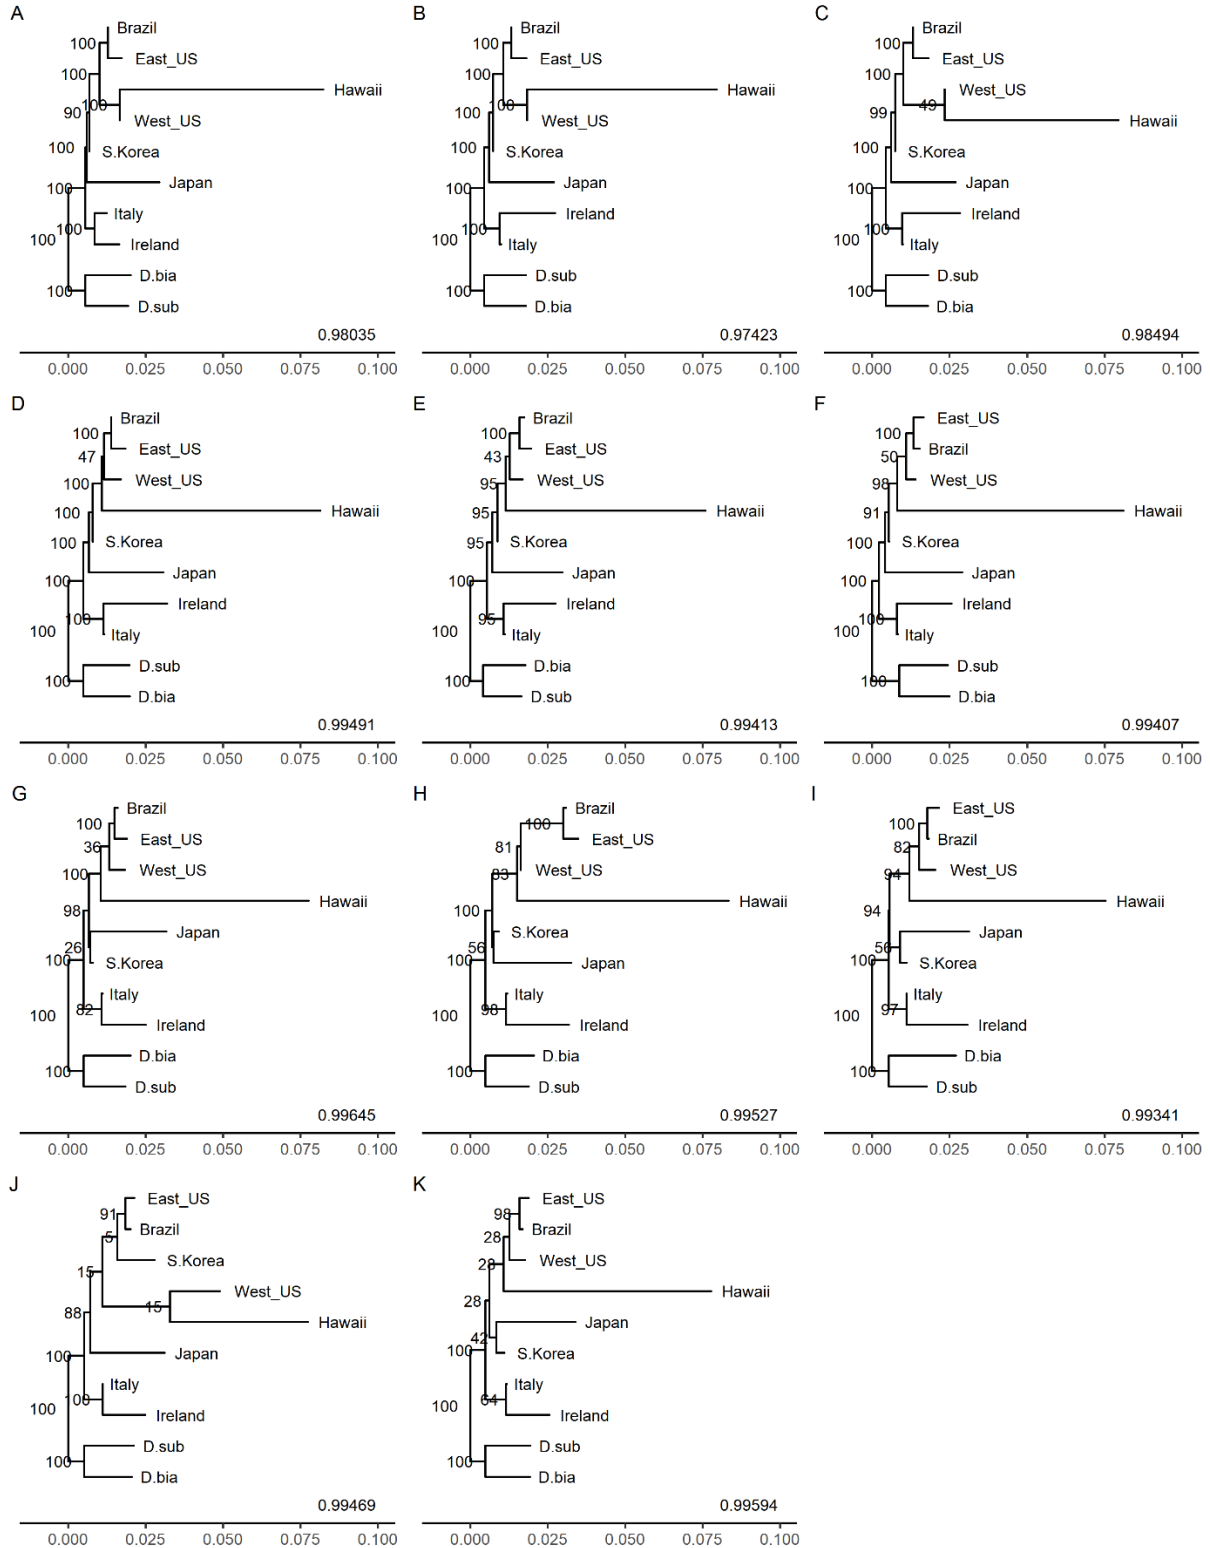 A
Brazil
100
East_US
100
Hawaii
100
90
West_US
100
S.Korea
Japan
100
Italy
100
100
Ireland
D.bia
100
D.sub
0.98035
0.000 0.025 0.050 0.075 0.100
B
Brazil
100
East_US
100
Hawaii
100
100
West_US
100
S.Korea
Japan
100
Ireland
100
100
Italy
D.sub
100
D.bia
0.97423
0.000 0.025 0.050 0.075 0.100
C
Brazil
100
East_US
100
West_US
49
99
Hawaii
100
S.Korea
Japan
100
Ireland
100
100
Italy
D.sub
100
D.bia
0.98494
0.000 0.025 0.050 0.075 0.100
D
Brazil
100
East_US
47
West_US
100
Hawaii
100
S.Korea
100
Japan
100
Ireland
100
100
Italy
D.sub
100
D.bia
0.99491
0.000 0.025 0.050 0.075 0.100
E
Brazil
100
East_US
43
West_US
95
Hawaii
95
S.Korea
95
Japan
100
Ireland
95
100
Italy
D.bia
100
D.sub
0.99413
0.000 0.025 0.050 0.075 0.100
F
East_US
100
Brazil
50
West_US
98
Hawaii
91
S.Korea
100
Japan
100
Ireland
100
100
Italy
D.sub
100
D.bia
0.99407
0.000 0.025 0.050 0.075 0.100
G
Brazil
100
East_US
36
West_US
100
Hawaii
98
Japan
26
S.Korea
100
Italy
82
100
Ireland
D.bia
100
D.sub
0.99645
0.000 0.025 0.050 0.075 0.100
H
Brazil
100
East_US
81
West_US
83
Hawaii
100
S.Korea
56
Japan
100
Italy
98
100
Ireland
D.bia
100
D.sub
0.99527
0.000 0.025 0.050 0.075 0.100
I
East_US
100
Brazil
82
West_US
94
Hawaii
94
Japan
56
S.Korea
100
Italy
97
100
Ireland
D.bia
100
D.sub
0.99341
0.000 0.025 0.050 0.075 0.100
J
East_US
91
Brazil
5
S.Korea
15
West_US
15
88
Hawaii
Japan
100
Italy
100
100
Ireland
D.sub
100
D.bia
0.99469
0.000 0.025 0.050 0.075 0.100
K
East_US
98
Brazil
28
West_US
28
Hawaii
28
Japan
42
S.Korea
100
Italy
64
100
Ireland
D.sub
100
D.bia
0.99594
0.000 0.025 0.050 0.075 0.100